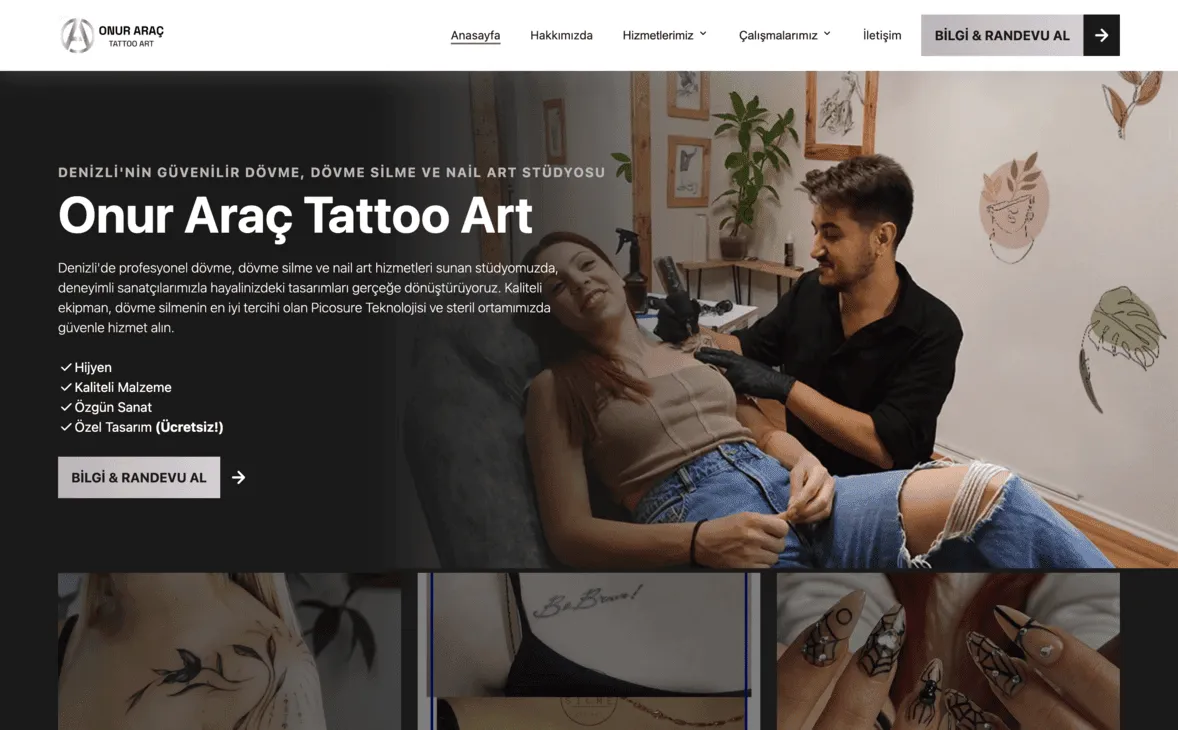 ONUR ARAÇ
TATTOO ART
Anasayfa
Hakkımızda
Hizmetlerimiz
Çalışmalarımız
İletişim
BİLGİ & RANDEVU AL
DENİZLİ'NİN GÜVENİLİR DÖVME, DÖVME SİLME VE NAIL ART STÜDYOSU
Onur Araç Tattoo Art
Denizli'de profesyonel dövme, dövme silme ve nail art hizmetleri sunan stüdyomuzda,
deneyimli sanatçılarımızla hayalinizdeki tasarımları gerçeğe dönüştürüyoruz. Kaliteli
ekipman, dövme silmenin en iyi tercihi olan Picosure Teknolojisi ve steril ortamımızda
güvenle hizmet alın.
Hijyen
Kaliteli Malzeme
Özgün Sanat
Özel Tasarım (Ücretsiz!)
BİLGİ & RANDEVU AL
Be Brave!
SİLME